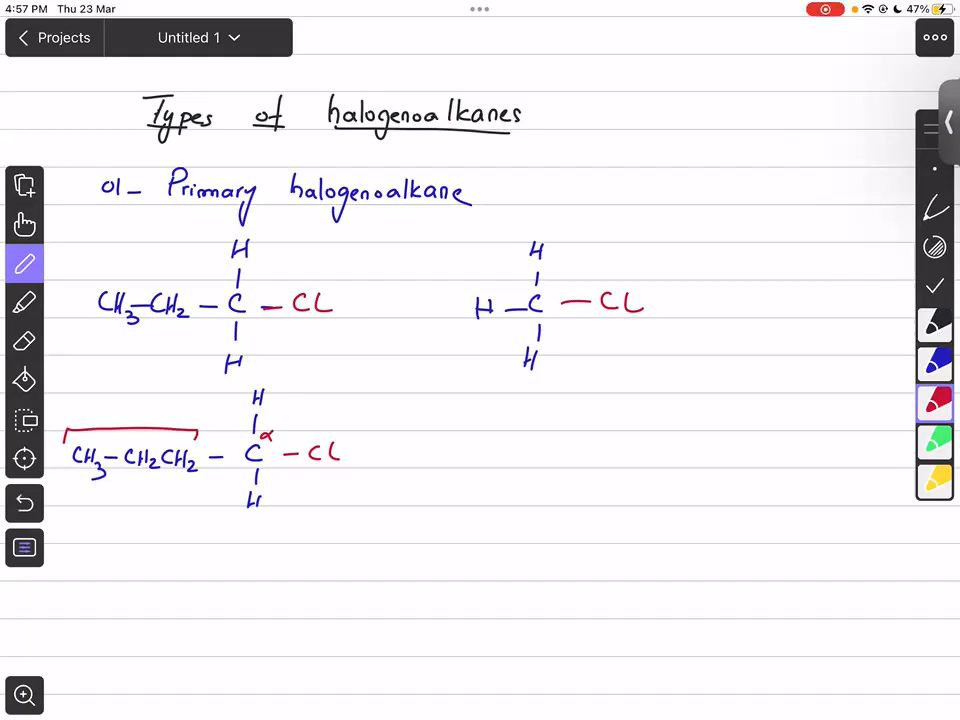 4:57 PM Thu 23 Mar
47%
Projects
Untitled 1
Types of halogenoalkanes
01- Primary halogenoalkane
H
CH3-CH2-C-CL
H
H
H-C-CL
H
H
α
CH3-CH2CH2-C-CL
H